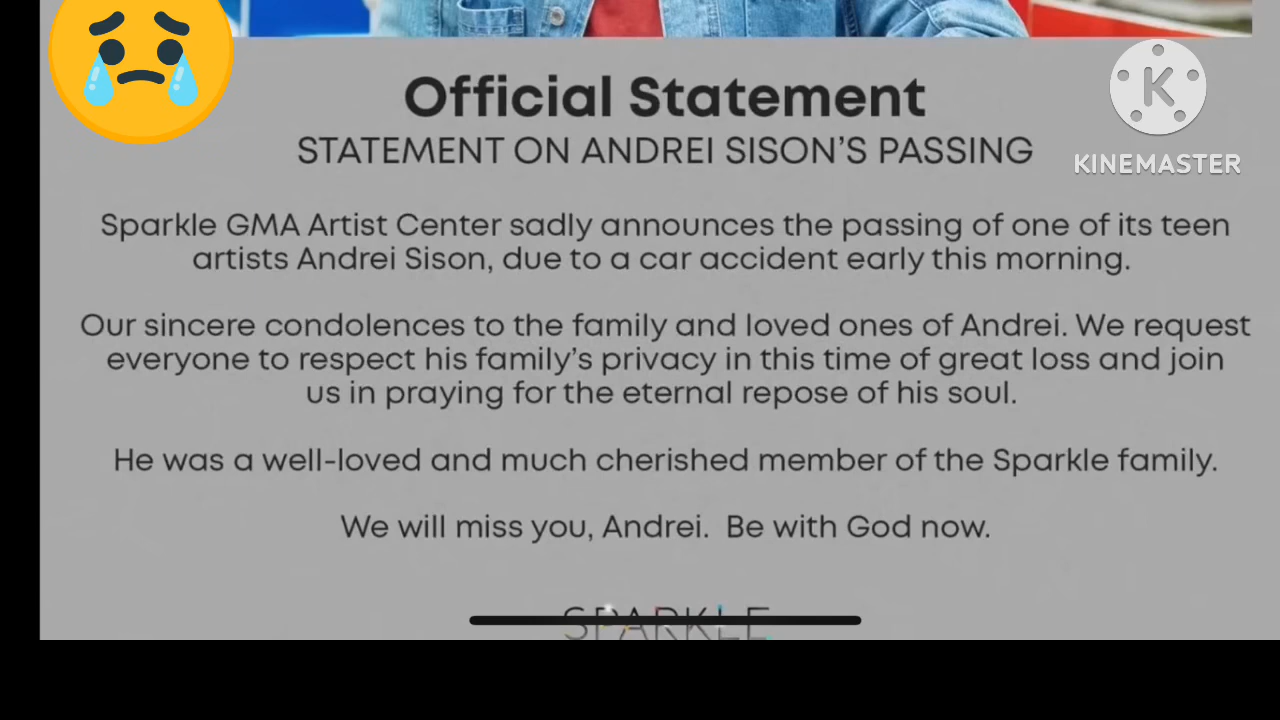 Official Statement
STATEMENT ON ANDREI SISON'S PASSING
K
KINEMASTER
Sparkle GMA Artist Center sadly announces the passing of one of its teen
artists Andrei Sison, due to a car accident early this morning.
Our sincere condolences to the family and loved ones of Andrei. We request
everyone to respect his family's privacy in this time of great loss and join
us in praying for the eternal repose of his soul.
He was a well-loved and much cherished member of the Sparkle family.
We will miss you, Andrei.  Be with God now.
SPARKLE